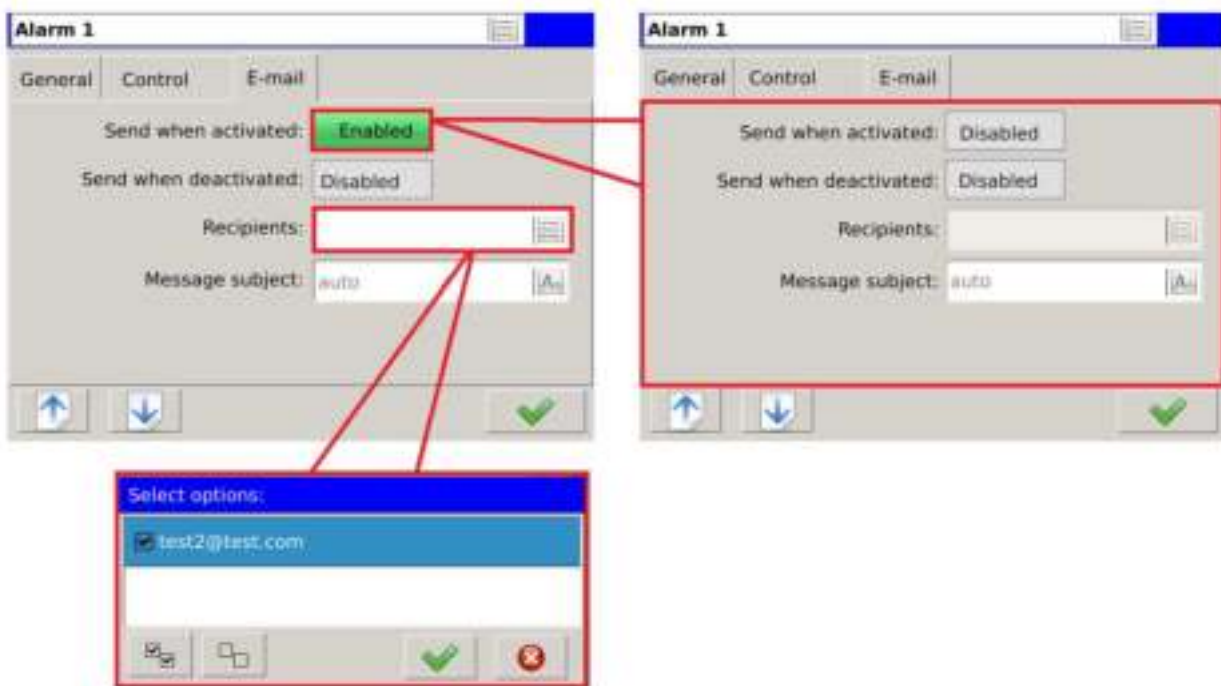 Alarm 1
General Control E-mail
Send when activated: Enabled
Send when deactivated: Disabled
Recipients:
Message subject: auto
Alarm 1
General Control E-mail
Send when activated: Disabled
Send when deactivated: Disabled
Recipients:
Message subject: auto
Select options:
test2@test.com